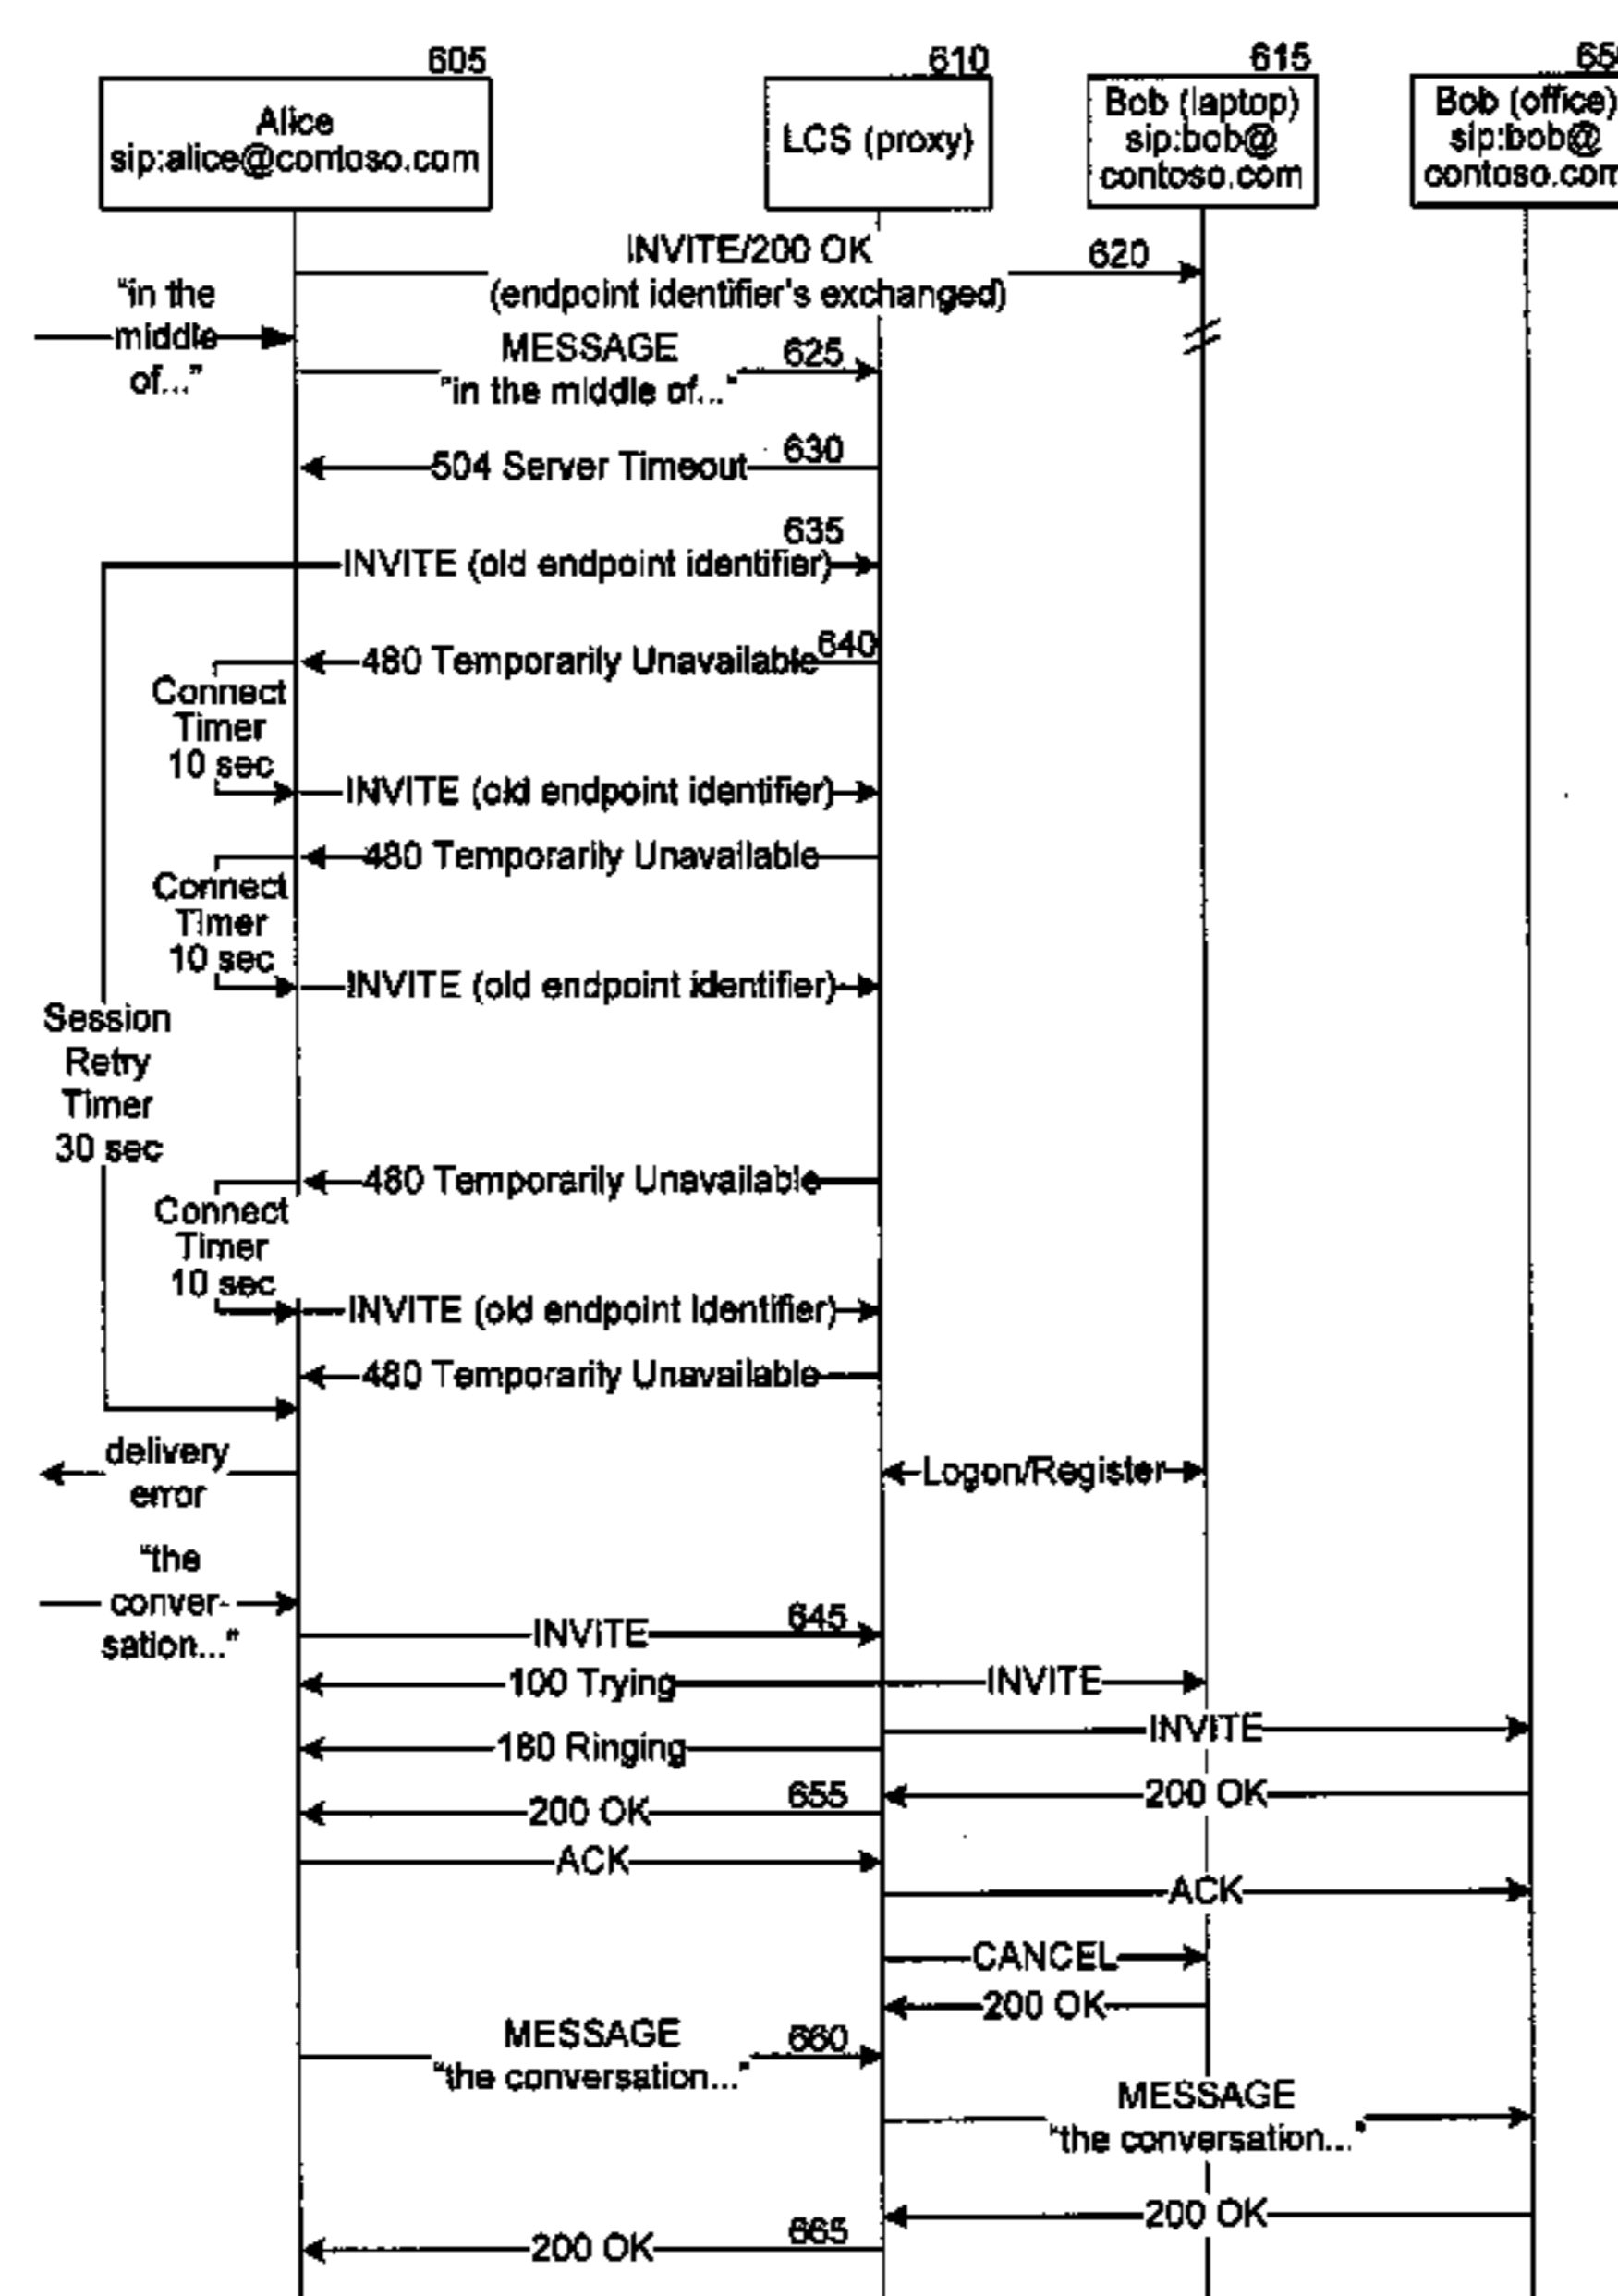 605
610
615
Alice
sip:alice@contoso.com
LCS (proxy)
Bob (laptop)
sip:bob@
contoso.com
Bob (office)
sip:bob@
INVITE/200 OK
620
(endpoint identifier's exchanged)
"in the
middle
of..."
MESSAGE
625
"in the middle of..."
630
504 Server Timeout
635
INVITE (old endpoint identifier)
640
480 Temporarily Unavailable
Connect
Timer
10 sec
INVITE (old endpoint identifier)
480 Temporarily Unavailable
Connect
Timer
10 sec
INVITE (old endpoint identifier)
Session
Retry
Timer
30 sec
480 Temporarily Unavailable
Connect
Timer
10 sec
INVITE (old endpoint identifier)
480 Temporarily Unavailable
delivery
error
Logon/Register
"the
conver-
sation..."
645
INVITE
100 Trying
INVITE
INVITE
180 Ringing
655
200 OK
200 OK
ACK
ACK
CANCEL
200 OK
MESSAGE
660
"the conversation..."
MESSAGE
"the conversation..."
200 OK
665
200 OK